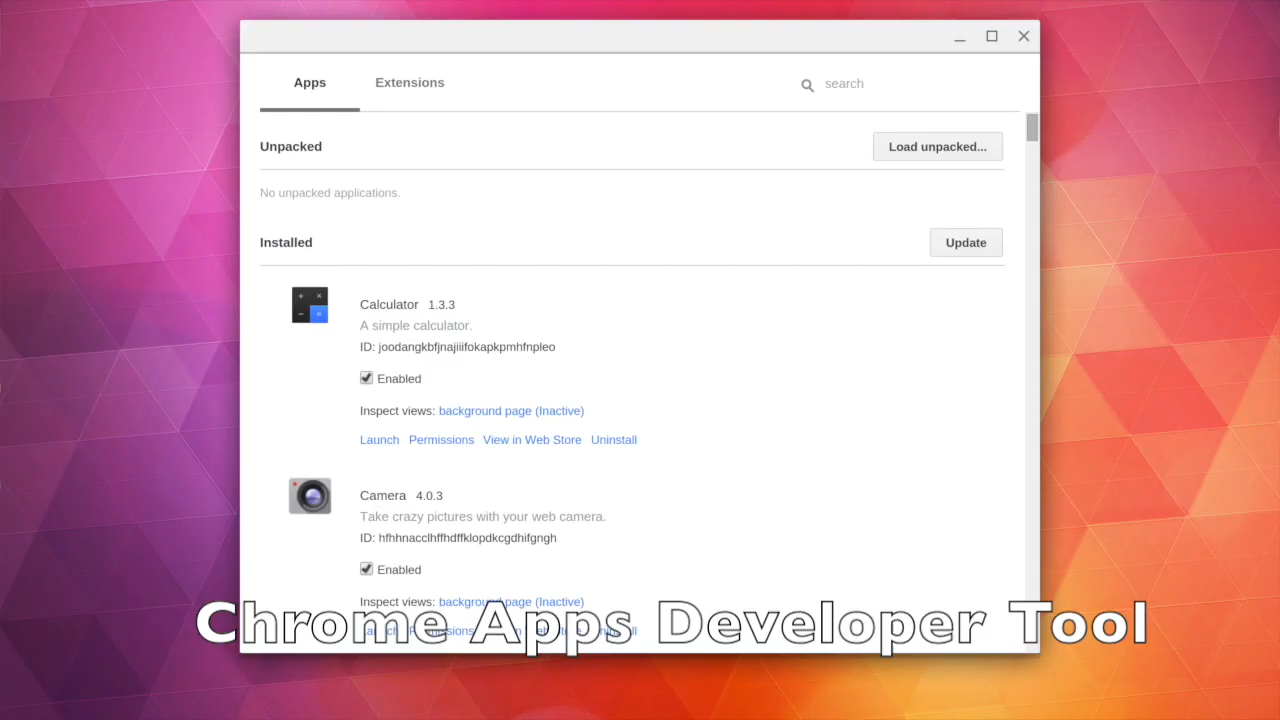 Apps Extensions search
Unpacked Load unpacked...
No unpacked applications.
Installed Update
Calculator 1.3.3
A simple calculator.
ID: joodangkbfjnajiiifokapkpmhfnpleo
Enabled
Inspect views: background page (Inactive)
Launch Permissions View in Web Store Uninstall
Camera 4.0.3
Take crazy pictures with your web camera.
ID: hfhhnacclhffhdffklopdkcgdhifgngh
Enabled
Inspect views: background page (Inactive)
Chrome Apps Developer Tool